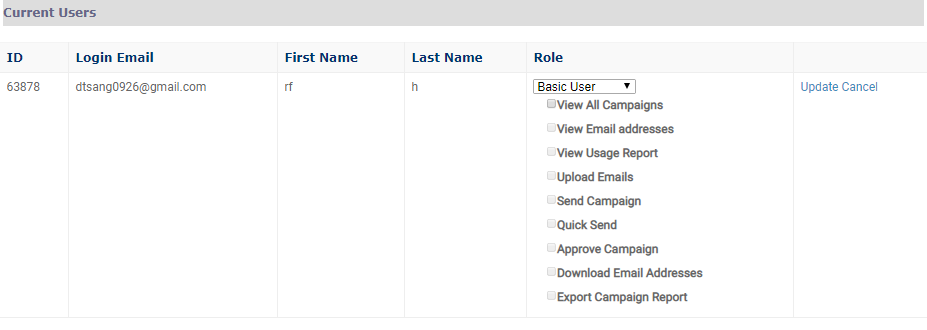 Current Users
ID Login Email First Name Last Name Role
63878 dtsang0926@gmail.com rf h Basic User Update Cancel
View All Campaigns
View Email addresses
View Usage Report
Upload Emails
Send Campaign
Quick Send
Approve Campaign
Download Email Addresses
Export Campaign Report